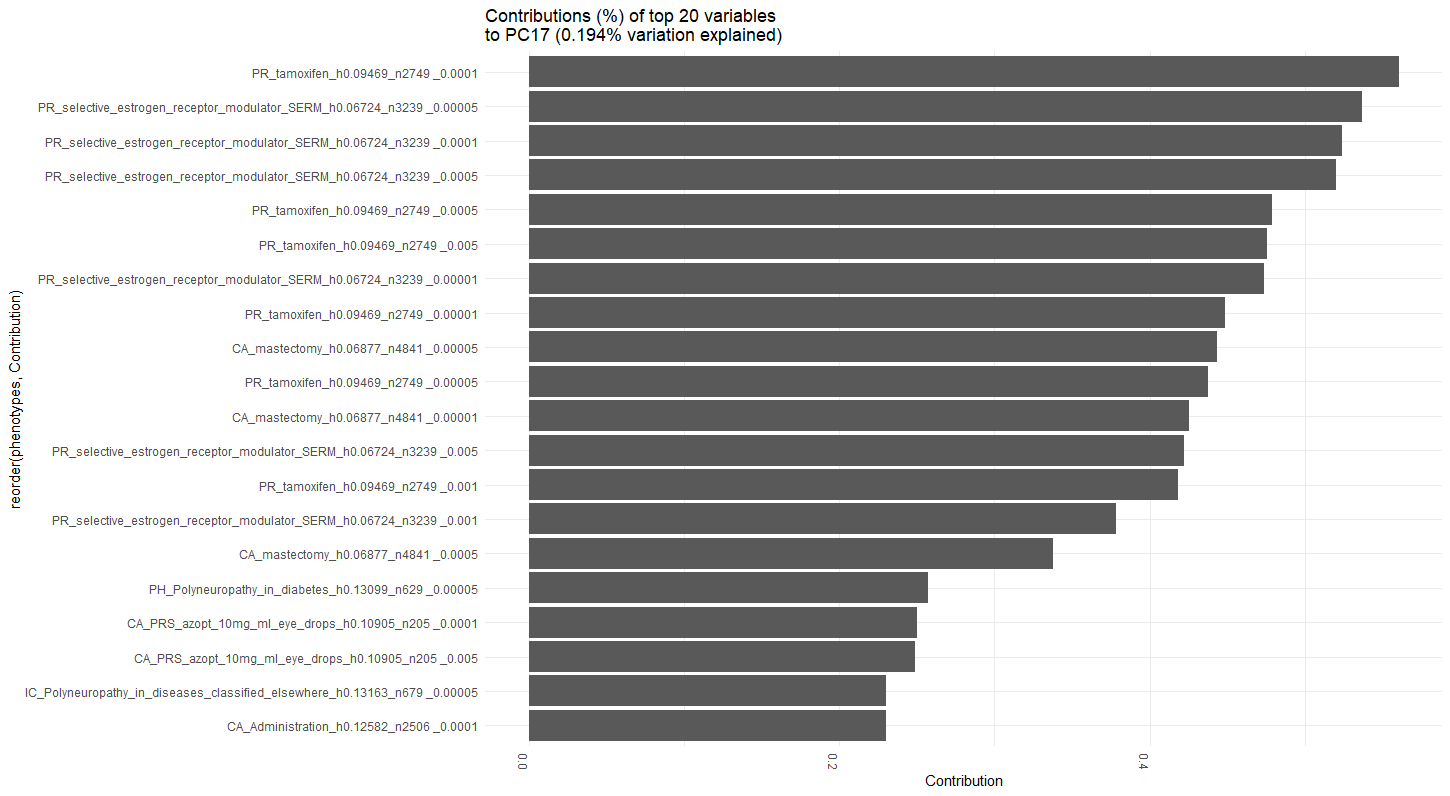 Contributions (%) of top 20 variables
to PC17 (0.194% variation explained)
reorder(phenotypes, Contribution)
PR_tamoxifen_h0.09469_n2749 _0.0001
PR_selective_estrogen_receptor_modulator_SERM_h0.06724_n3239 _0.00005
PR_selective_estrogen_receptor_modulator_SERM_h0.06724_n3239 _0.0001
PR_selective_estrogen_receptor_modulator_SERM_h0.06724_n3239 _0.0005
PR_tamoxifen_h0.09469_n2749 _0.0005
PR_tamoxifen_h0.09469_n2749 _0.005
PR_selective_estrogen_receptor_modulator_SERM_h0.06724_n3239 _0.00001
PR_tamoxifen_h0.09469_n2749 _0.00001
CA_mastectomy_h0.06877_n4841 _0.00005
PR_tamoxifen_h0.09469_n2749 _0.00005
CA_mastectomy_h0.06877_n4841 _0.00001
PR_selective_estrogen_receptor_modulator_SERM_h0.06724_n3239 _0.005
PR_tamoxifen_h0.09469_n2749 _0.001
PR_selective_estrogen_receptor_modulator_SERM_h0.06724_n3239 _0.001
CA_mastectomy_h0.06877_n4841 _0.0005
PH_Polyneuropathy_in_diabetes_h0.13099_n629 _0.00005
CA_PRS_azopt_10mg_ml_eye_drops_h0.10905_n205 _0.0001
CA_PRS_azopt_10mg_ml_eye_drops_h0.10905_n205 _0.005
IC_Polyneuropathy_in_diseases_classified_elsewhere_h0.13163_n679 _0.00005
CA_Administration_h0.12582_n2506 _0.0001
0.0
0.2
0.4
Contribution